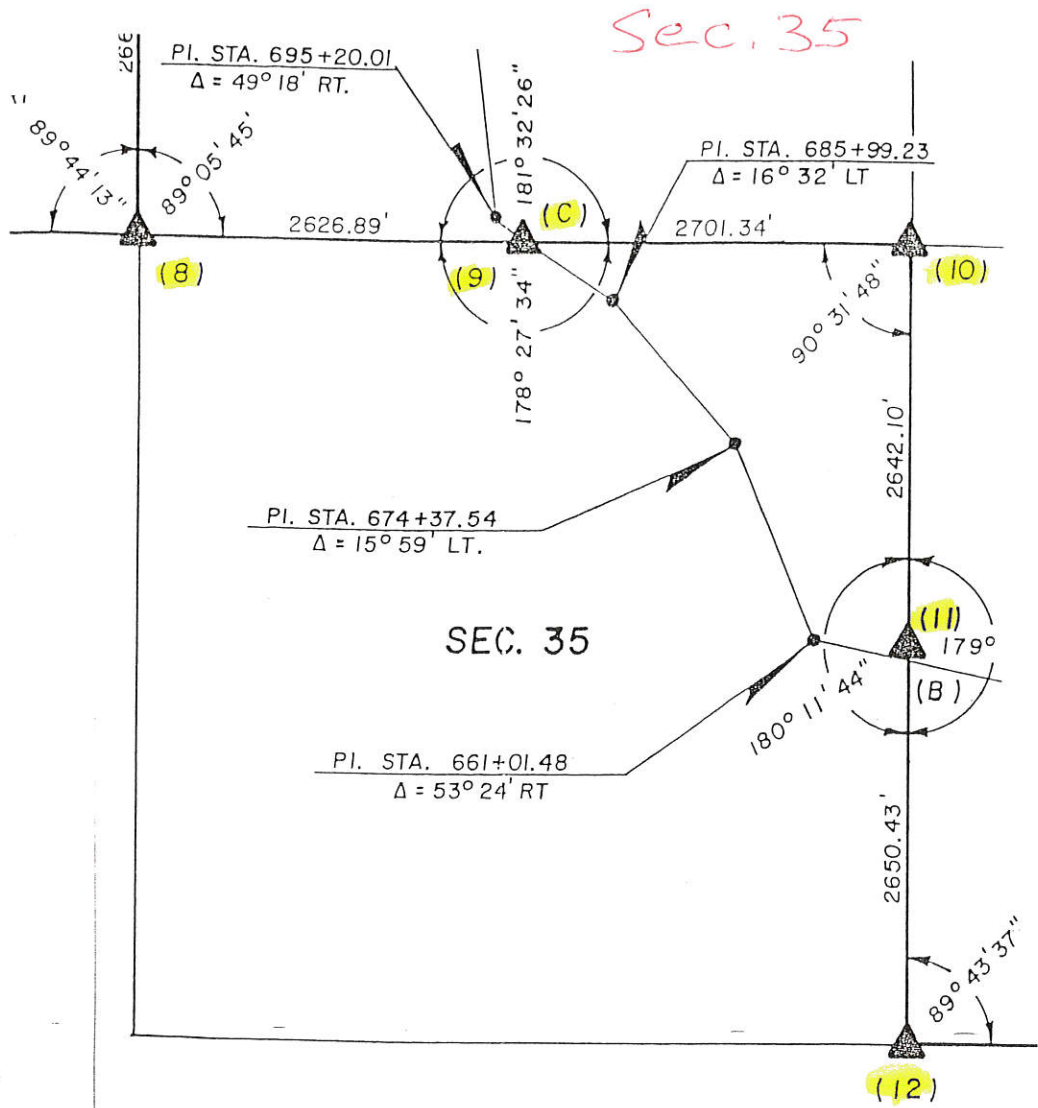 Sec. 35
266
PI. STA. 695+20.01
Δ = 49° 18' RT.
181° 32' 26"
89° 44' 13"
89° 05' 45'
PI. STA. 685+99.23
Δ = 16° 32' LT
2626.89'
(C)
2701.34'
(8)
(9)
(10)
178° 27' 34"
90° 31' 48"
2642.10'
PI. STA. 674+37.54
Δ = 15° 59' LT.
SEC. 35
(11)
179°
(B)
180° 11' 44"
PI. STA. 661+01.48
Δ = 53° 24' RT
2650.43'
89° 43' 37"
(12)